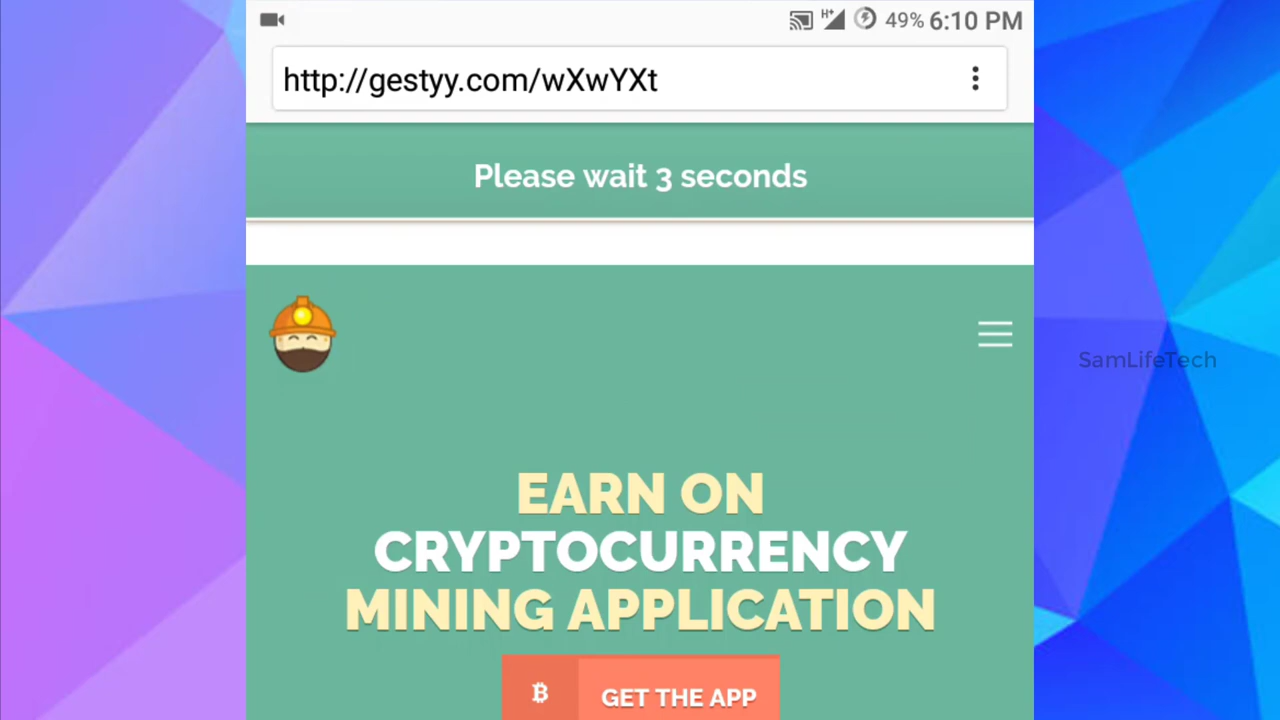 49% 6:10 PM
http://gestyy.com/wXwYXt
Please wait 3 seconds
SamLifeTech
EARN ON
CRYPTOCURRENCY
MINING APPLICATION
GET THE APP